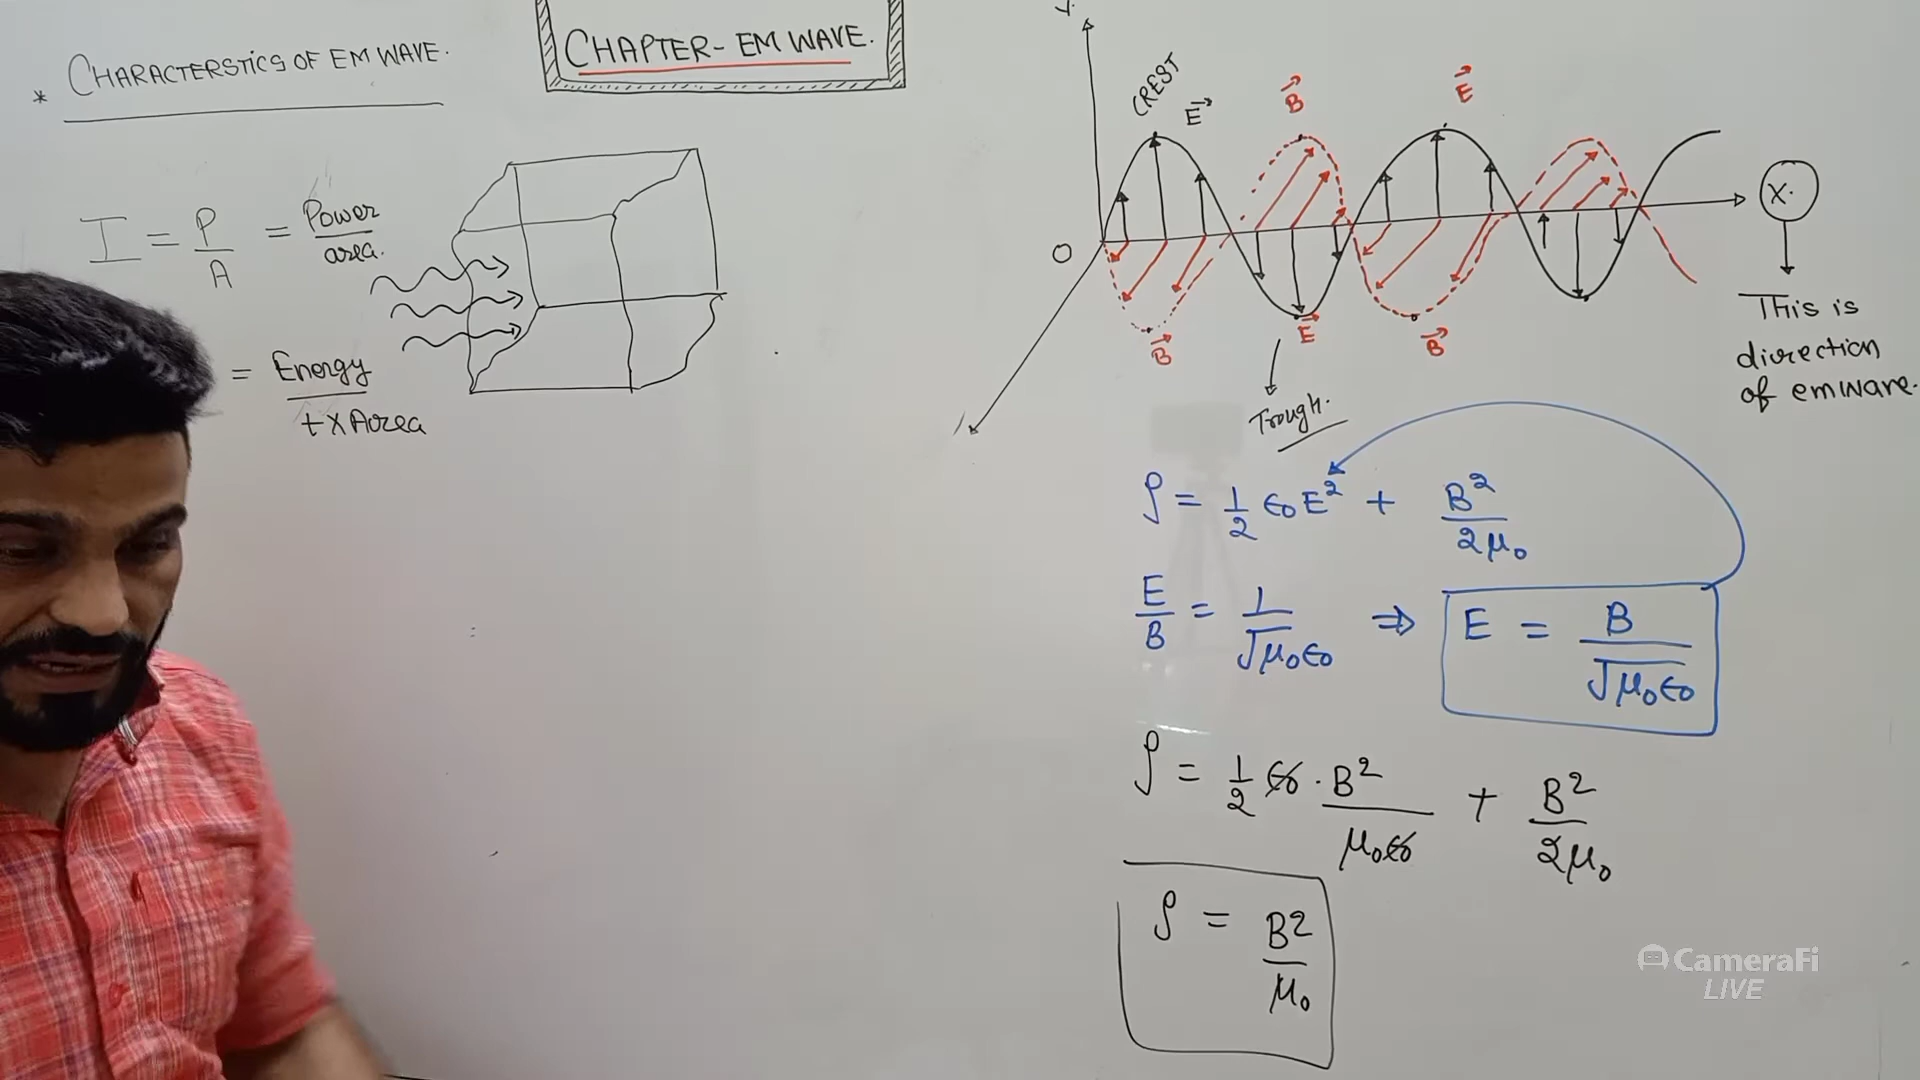 * CHARACTERSTICS OF EM WAVE.
CHAPTER- EM WAVE.
I = P/A = Power/area.
= Energy/t×Area
Y.
CREST
E⃗
B⃗
E⃗
O
X.
B⃗
E⃗
B⃗
Trough.
This is
direction
of emware.
ρ = 1/2 ϵ0E² + B²/2μ0
E/B = 1/√μ0ϵ0 ⇒ E = B/√μ0ϵ0
ρ = 1/2 ϵ0 . B²/μ0ϵ0 + B²/2μ0
ρ = B²/μ0
CameraFi
LIVE